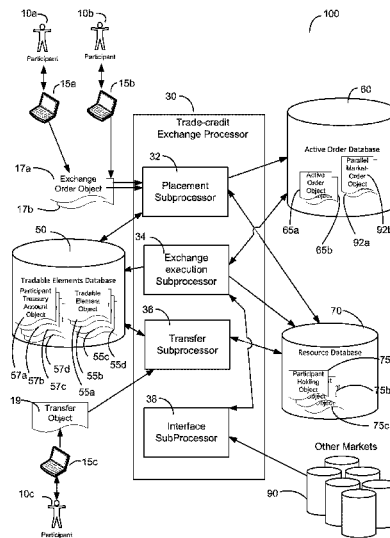 10a
10b
100
Participant
Participant
15a
15b
30
60
Trade-credit
Exchange Processor
17a
Exchange
Order Object
17b
32
Placement
Subprocessor
Active Order Database
Active
Order
Object
Parallel
Market-
Order
Object
65a
65b
92a
92b
50
34
Exchange
execution
Subprocessor
Tradable Elements Database
Participant
Treasury
Account
Object
Tradable
Element
Object
57a
57b
57c
57d
55a
55b
55c
55d
36
Transfer
Subprocessor
70
Resource Database
Participant
Holding
Object
75
75b
75c
19
Transfer
Object
38
Interface
SubProcessor
Other Markets
90
15c
10c
Participant